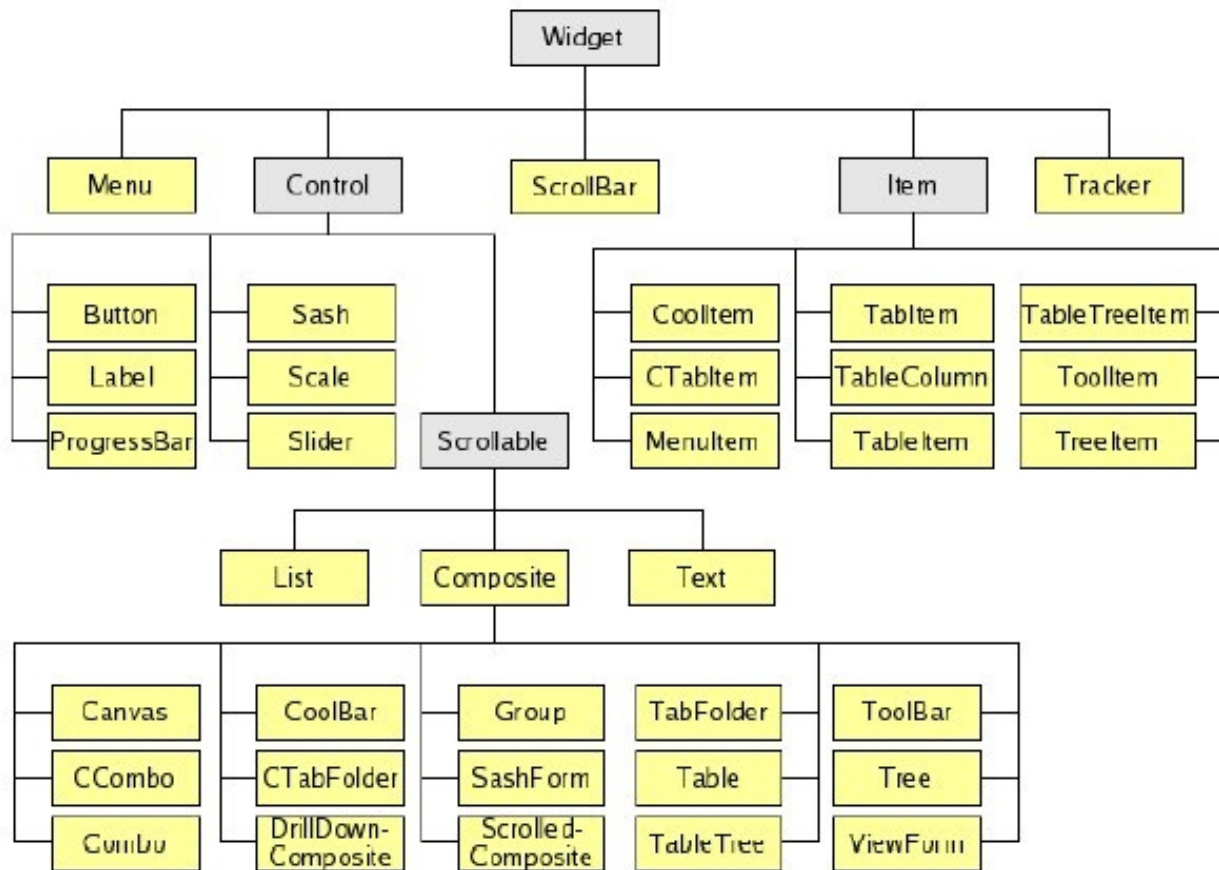 Widget
Menu
Control
ScrollBar
Item
Tracker
Button
Sash
CoolItem
TabItem
TableTreeItem
Label
Scale
CTabItem
TableColumn
ToolItem
ProgressBar
Slider
Scrollable
MenuItem
TableItem
TreeItem
List
Composite
Text
Canvas
CoolBar
Group
TabFolder
ToolBar
CCombo
CTabFolder
SashForm
Table
Tree
Combo
DrillDown-
Composite
Scrolled-
Composite
TableTree
ViewForm